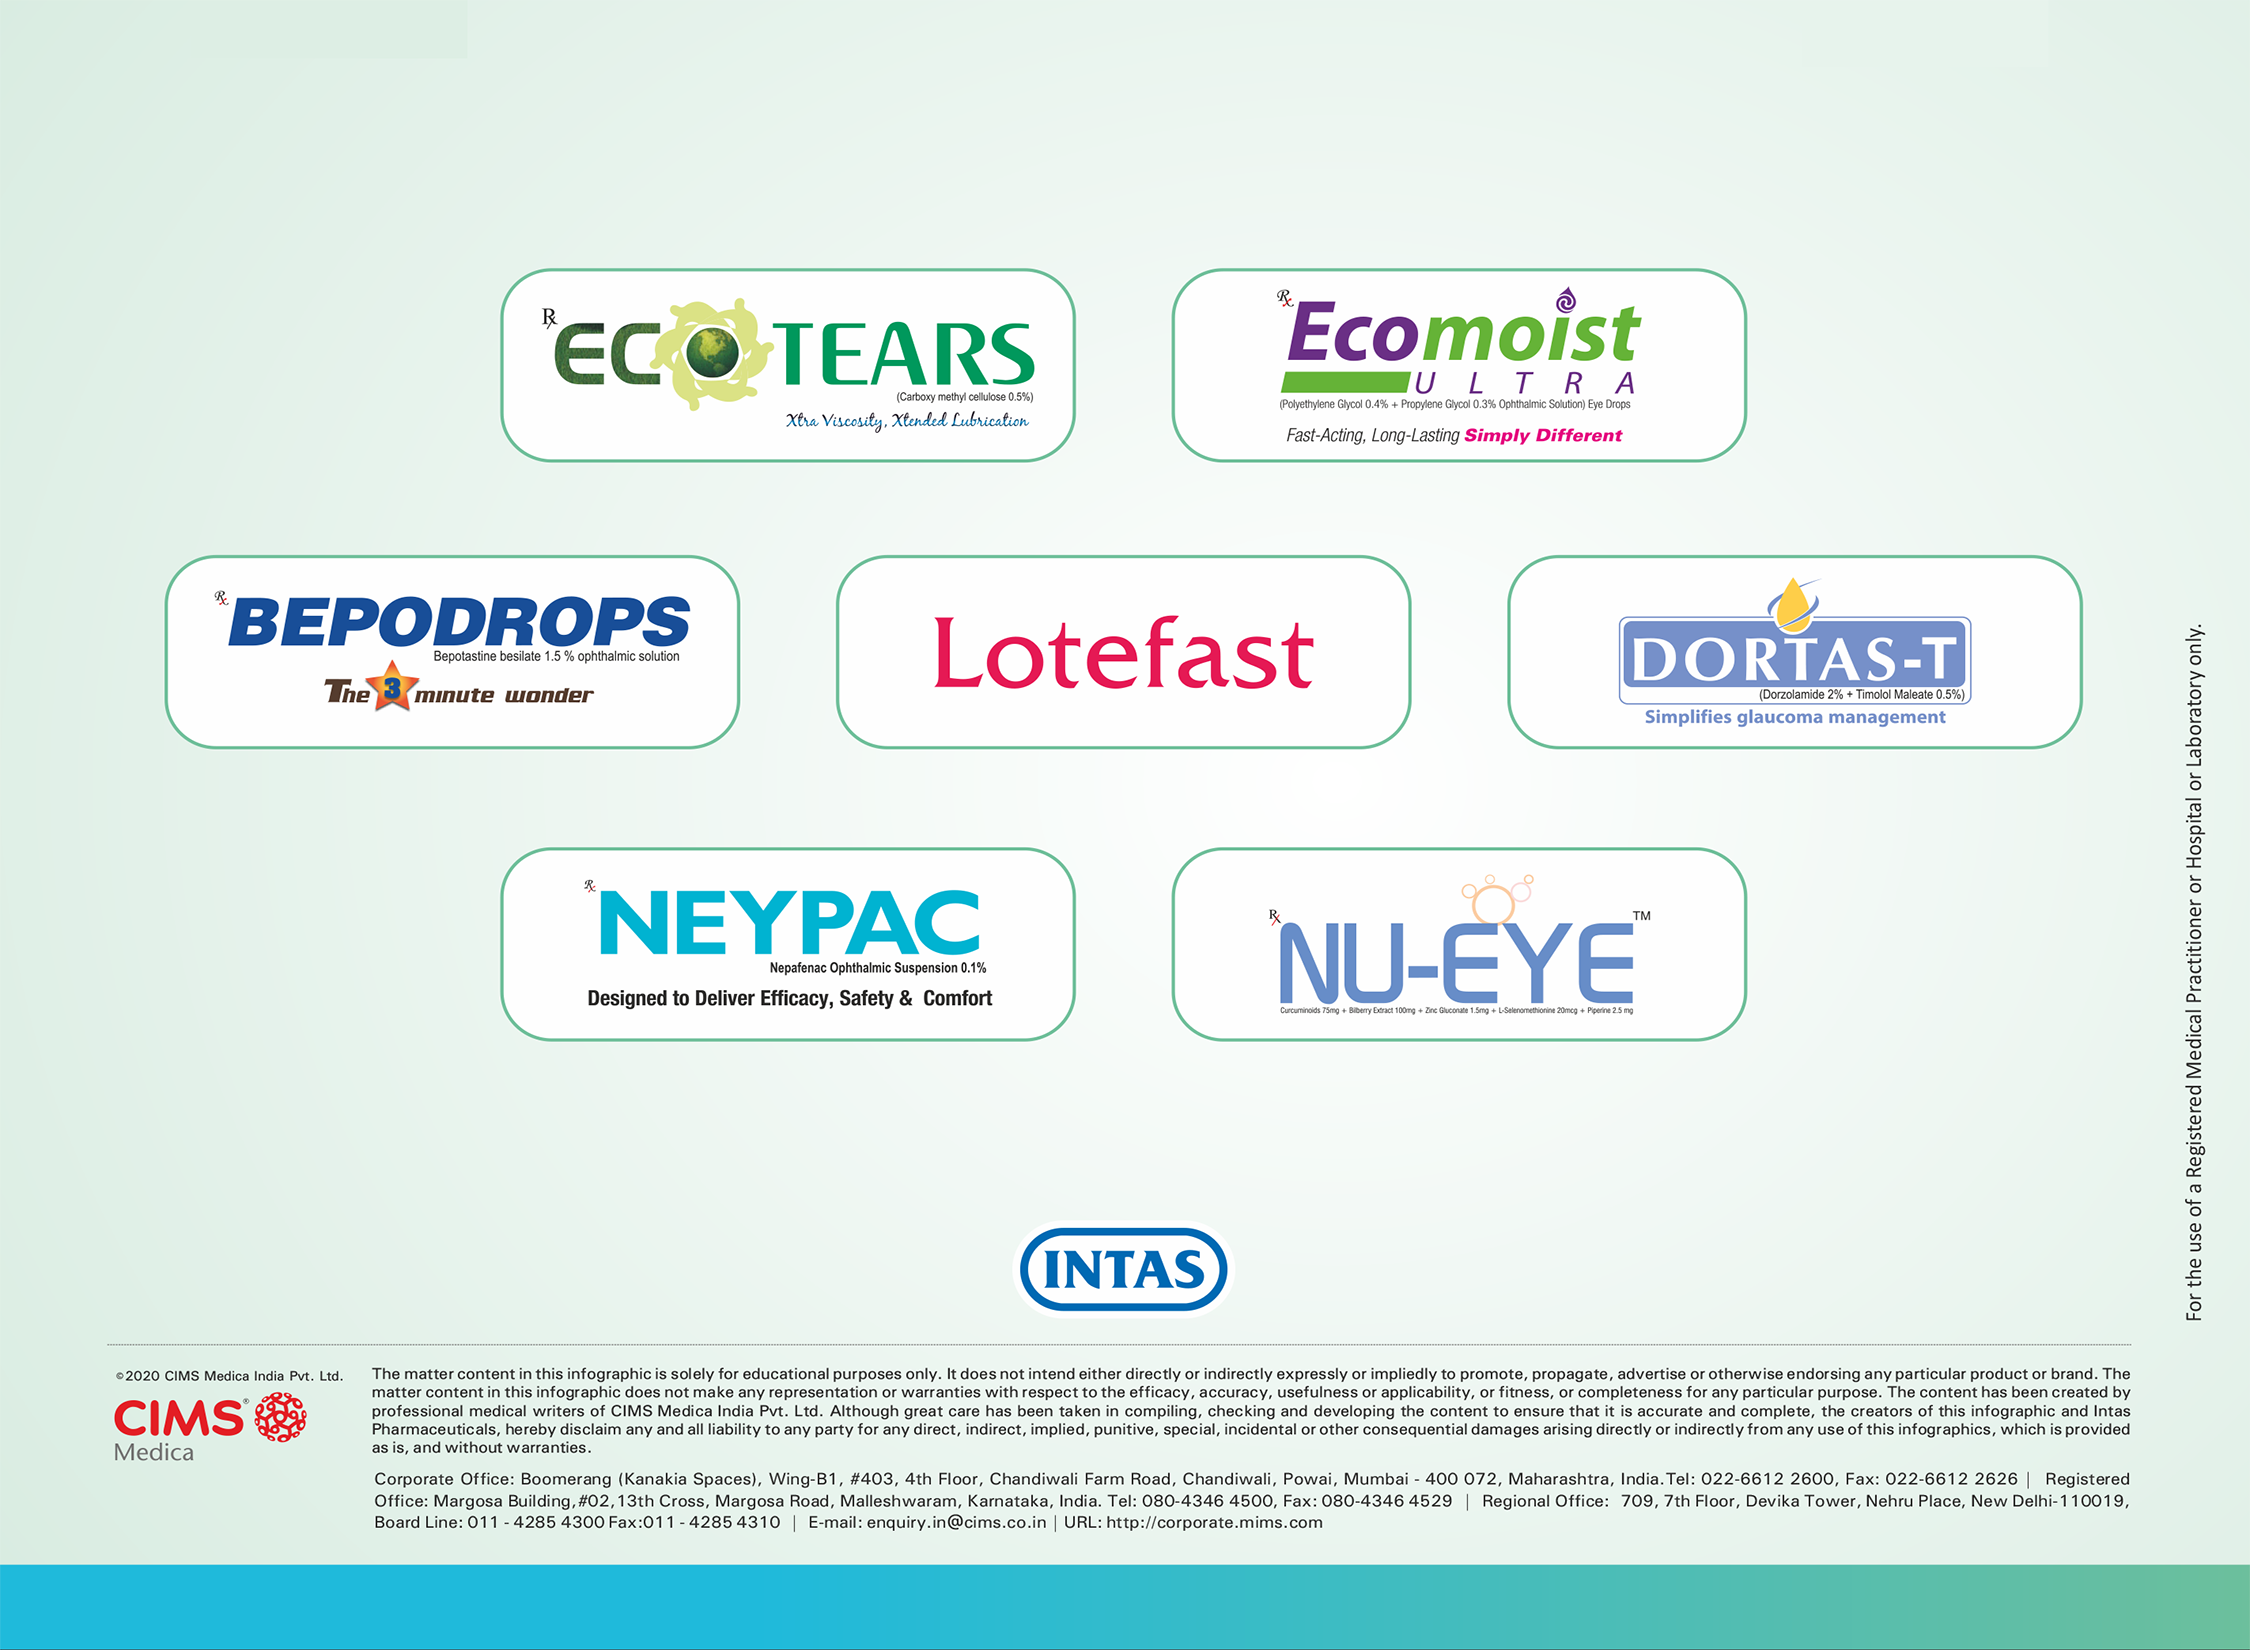 Rx ECOTEARS
(Carboxy methyl cellulose 0.5%)
Xtra Viscosity, Xtended Lubrication
Rx Ecomoist
ULTRA
(Polyethylene Glycol 0.4% + Propylene Glycol 0.3% Ophthalmic Solution) Eye Drops
Fast-Acting, Long-Lasting Simply Different
Rx BEPODROPS
Bepotastine besilate 1.5 % ophthalmic solution
The 3 minute wonder
Lotefast
DORTAS-T
(Dorzolamide 2% + Timolol Maleate 0.5%)
Simplifies glaucoma management
Rx NEYPAC
Nepafenac Ophthalmic Suspension 0.1%
Designed to Deliver Efficacy, Safety & Comfort
Rx NU-EYE TM
Curcuminoids 75mg + Bilberry Extract 100mg + Zinc Gluconate 1.5mg + L-Selenomethionine 20mcg + Piperine 2.5 mg
For the use of a Registered Medical Practitioner or Hospital or Laboratory only.
INTAS
©2020 CIMS Medica India Pvt. Ltd.
CIMS®
Medica
The matter content in this infographic is solely for educational purposes only. It does not intend either directly or indirectly expressly or impliedly to promote, propagate, advertise or otherwise endorsing any particular product or brand. The
matter content in this infographic does not make any representation or warranties with respect to the efficacy, accuracy, usefulness or applicability, or fitness, or completeness for any particular purpose. The content has been created by
professional medical writers of CIMS Medica India Pvt. Ltd. Although great care has been taken in compiling, checking and developing the content to ensure that it is accurate and complete, the creators of this infographic and Intas
Pharmaceuticals, hereby disclaim any and all liability to any party for any direct, indirect, implied, punitive, special, incidental or other consequential damages arising directly or indirectly from any use of this infographics, which is provided
as is, and without warranties.
Corporate Office: Boomerang (Kanakia Spaces), Wing-B1, #403, 4th Floor, Chandiwali Farm Road, Chandiwali, Powai, Mumbai - 400 072, Maharashtra, India.Tel: 022-6612 2600, Fax: 022-6612 2626 | Registered
Office: Margosa Building,#02,13th Cross, Margosa Road, Malleshwaram, Karnataka, India. Tel: 080-4346 4500, Fax: 080-4346 4529 | Regional Office: 709, 7th Floor, Devika Tower, Nehru Place, New Delhi-110019,
Board Line: 011 - 4285 4300 Fax:011 - 4285 4310 | E-mail: enquiry.in@cims.co.in | URL: http://corporate.mims.com